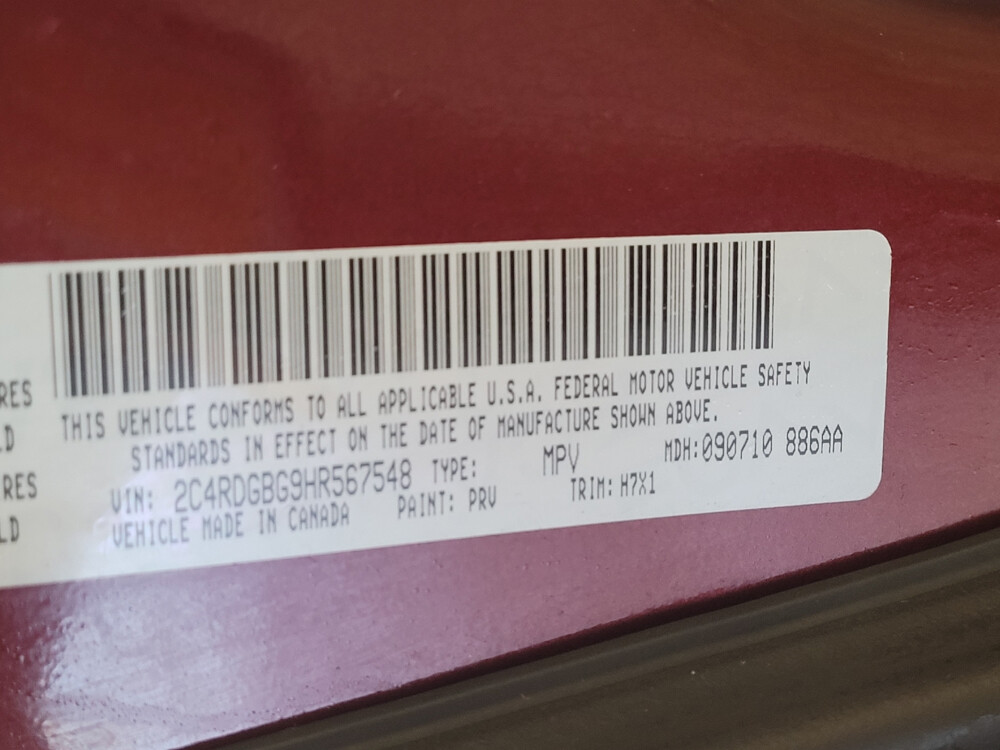 RES
LD
RES
LD
THIS VEHICLE CONFORMS TO ALL APPLICABLE U.S.A. FEDERAL MOTOR VEHICLE SAFETY
STANDARDS IN EFFECT ON THE DATE OF MANUFACTURE SHOWN ABOVE.
VIN: 2C4RDGBG9HR567548 TYPE: MPV MDH:090710 886AA
VEHICLE MADE IN CANADA PAINT: PRV TRIM: H7X1